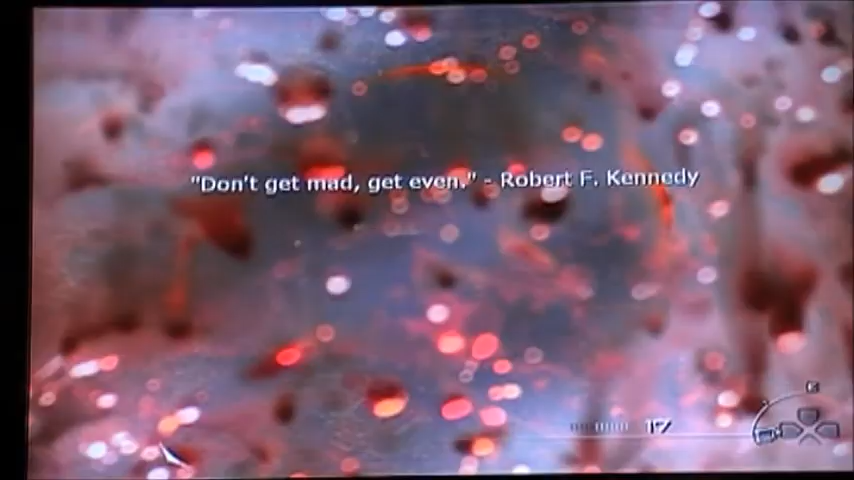 "Don't get mad, get even." - Robert F. Kennedy
17